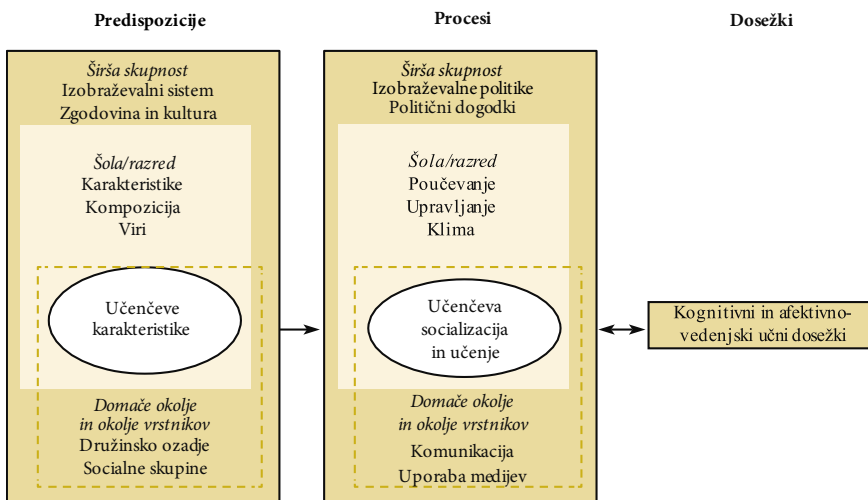 Predispozicije
Širša skupnost
Izobraževalni sistem
Zgodovina in kultura
Šola/razred
Karakteristike
Kompozicija
Viri
Učenčeve
karakteristike
Domače okolje
in okolje vrstnikov
Družinsko ozadje
Socialne skupine
Procesi
Širša skupnost
Izobraževalne politike
Politični dogodki
Šola/razred
Poučevanje
Upravljanje
Klima
Učenčeva
socializacija
in učenje
Domače okolje
in okolje vrstnikov
Komunikacija
Uporaba medijev
Dosežki
Kognitivni in afektivno-
vedenjski učni dosežki